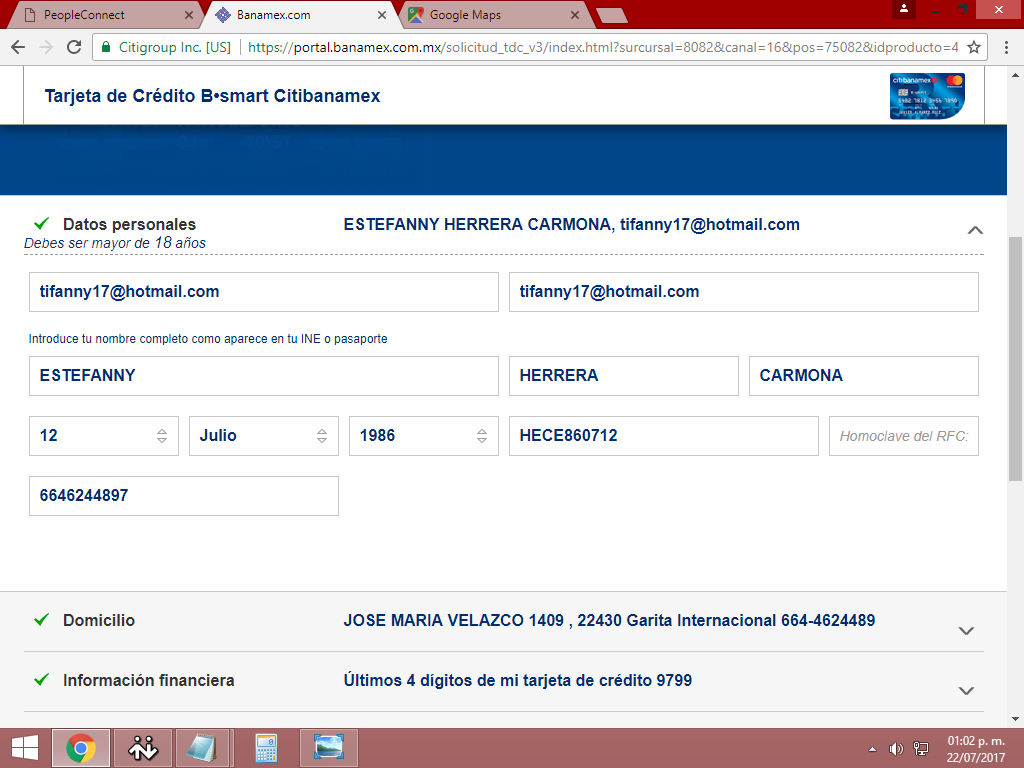 PeopleConnect
Banamex.com
Google Maps
Citigroup Inc. [US]
https://portal.banamex.com.mx/solicitud_tdc_v3/index.html?surcursal=8082&canal=16&pos=75082&idproducto=4
Tarjeta de Crédito B•smart Citibanamex
citibanamex
Datos personales
ESTEFANNY HERRERA CARMONA, tifanny17@hotmail.com
Debes ser mayor de 18 años
tifanny17@hotmail.com
tifanny17@hotmail.com
Introduce tu nombre completo como aparece en tu INE o pasaporte
ESTEFANNY
HERRERA
CARMONA
12
Julio
1986
HECE860712
Homoclave del RFC:
6646244897
Domicilio
JOSE MARIA VELAZCO 1409 , 22430 Garita Internacional 664-4624489
Información financiera
Últimos 4 dígitos de mi tarjeta de crédito 9799
01:02 p. m.
22/07/2017